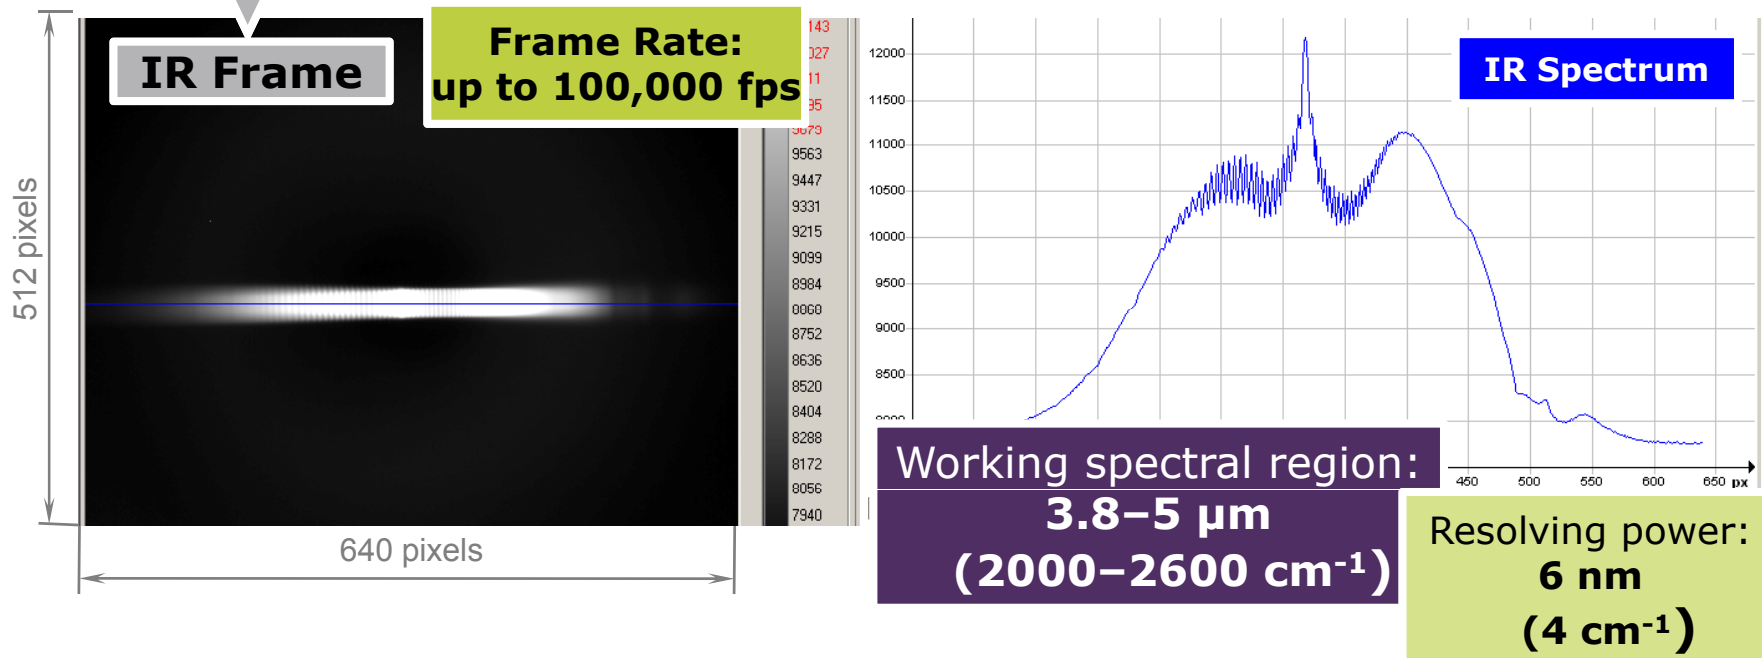 IR Frame
Frame Rate:
up to 100,000 fps
512 pixels
640 pixels
143
9563
9447
9331
9215
9099
8984
8868
8752
8636
8520
8404
8288
8172
8056
7940
IR Spectrum
12000
11500
11000
10500
10000
9500
9000
8500
450 500 550 600 650 px
Working spectral region:
3.8–5 µm
(2000–2600 cm⁻¹)
Resolving power:
6 nm
(4 cm⁻¹)